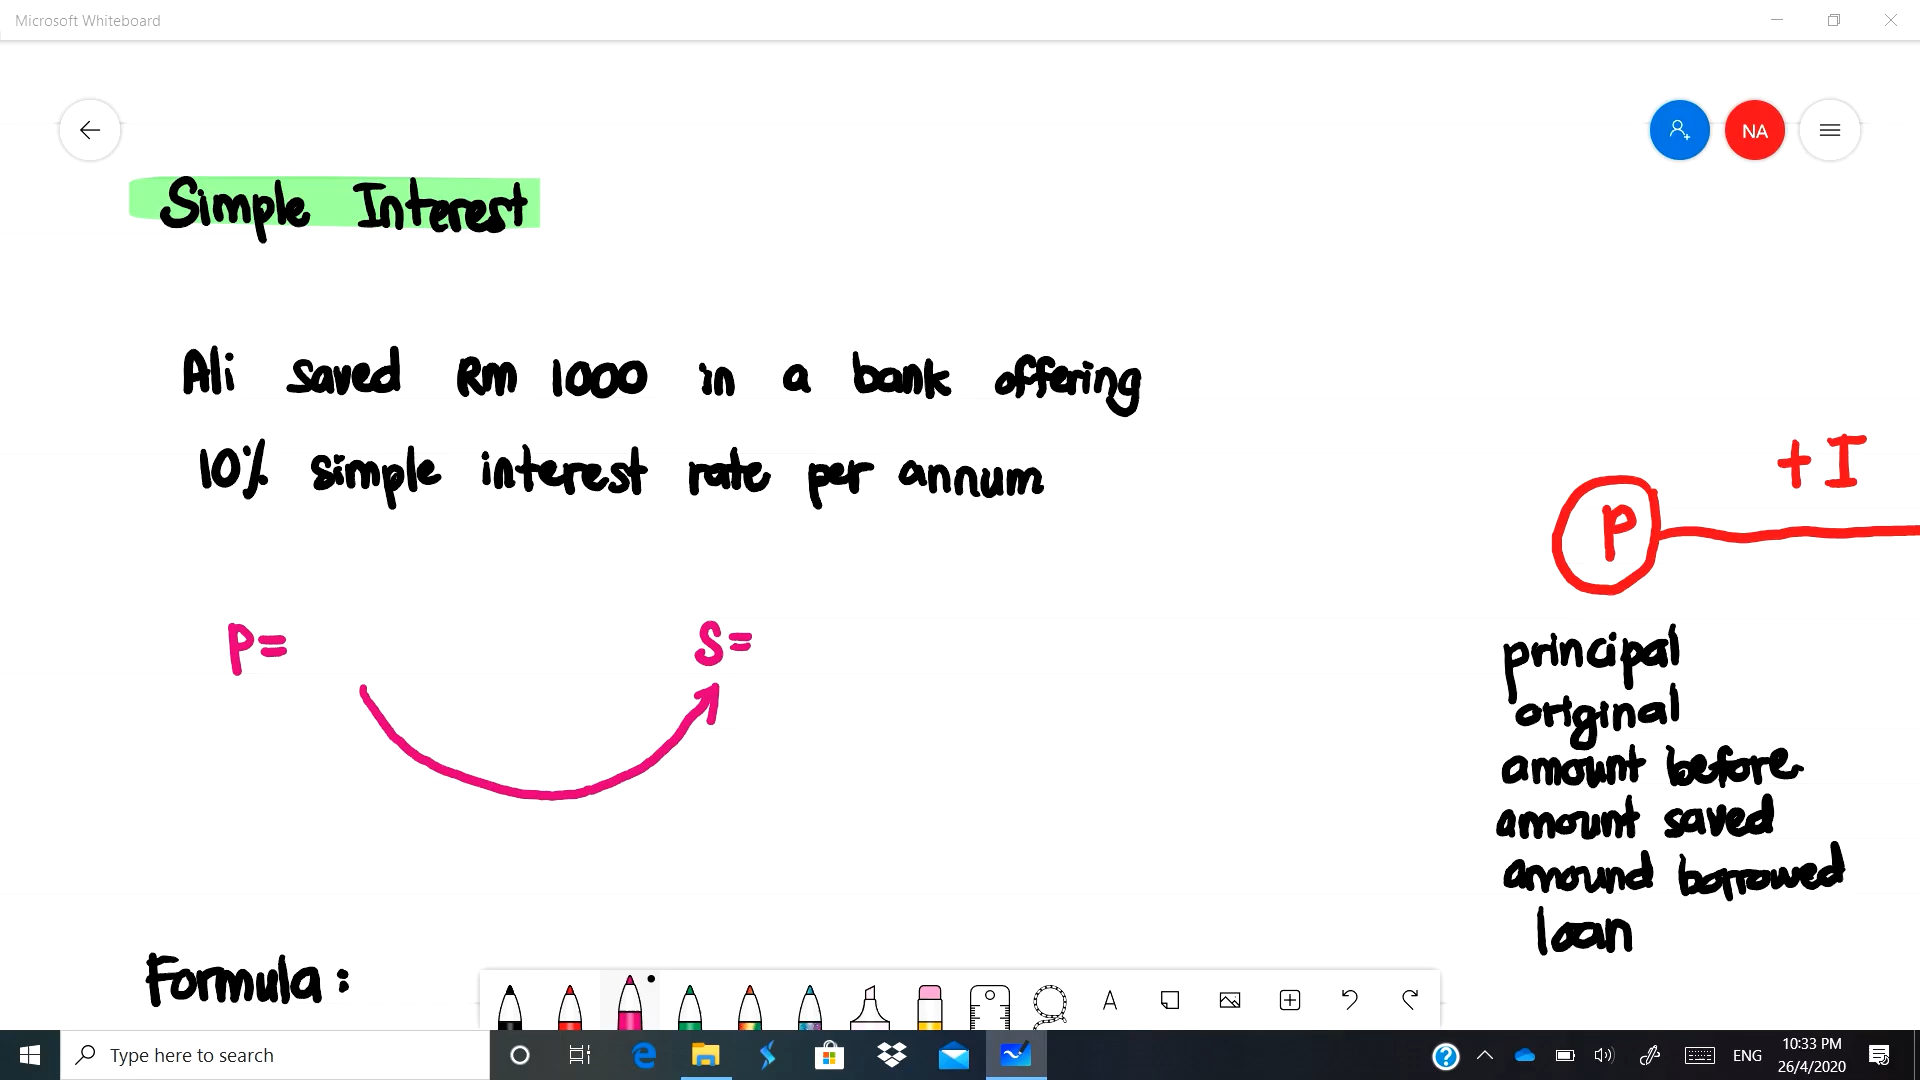 Microsoft Whiteboard
NA
Simple Interest
Ali saved Rm 1000 in a bank offering
10% simple interest rate per annum
+ I
P
P=
S=
principal
original
amount before
amount saved
amound borrowed
loan
Formula:
A
Type here to search
ENG
10:33 PM
26/4/2020